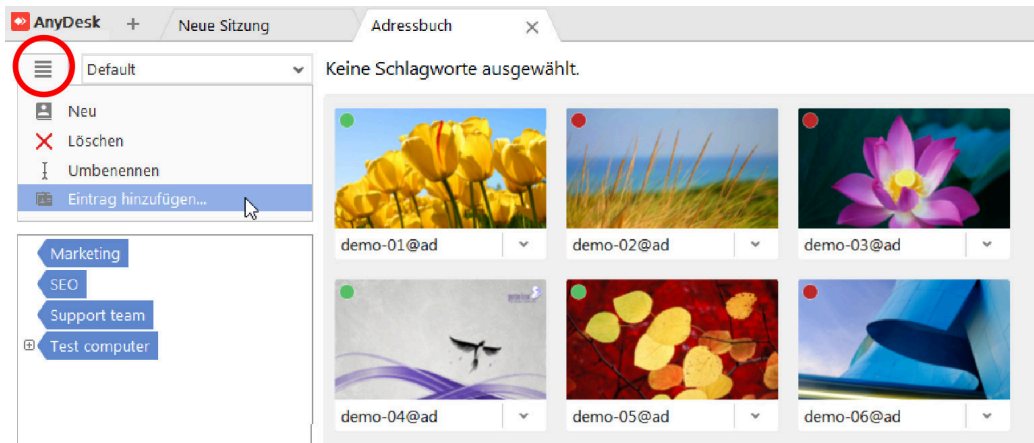 AnyDesk + Neue Sitzung Adressbuch
Default
Keine Schlagworte ausgewählt.
Neu
Löschen
Umbenennen
Eintrag hinzufügen...
Marketing
SEO
Support team
Test computer
demo-01@ad demo-02@ad demo-03@ad
demo-04@ad demo-05@ad demo-06@ad